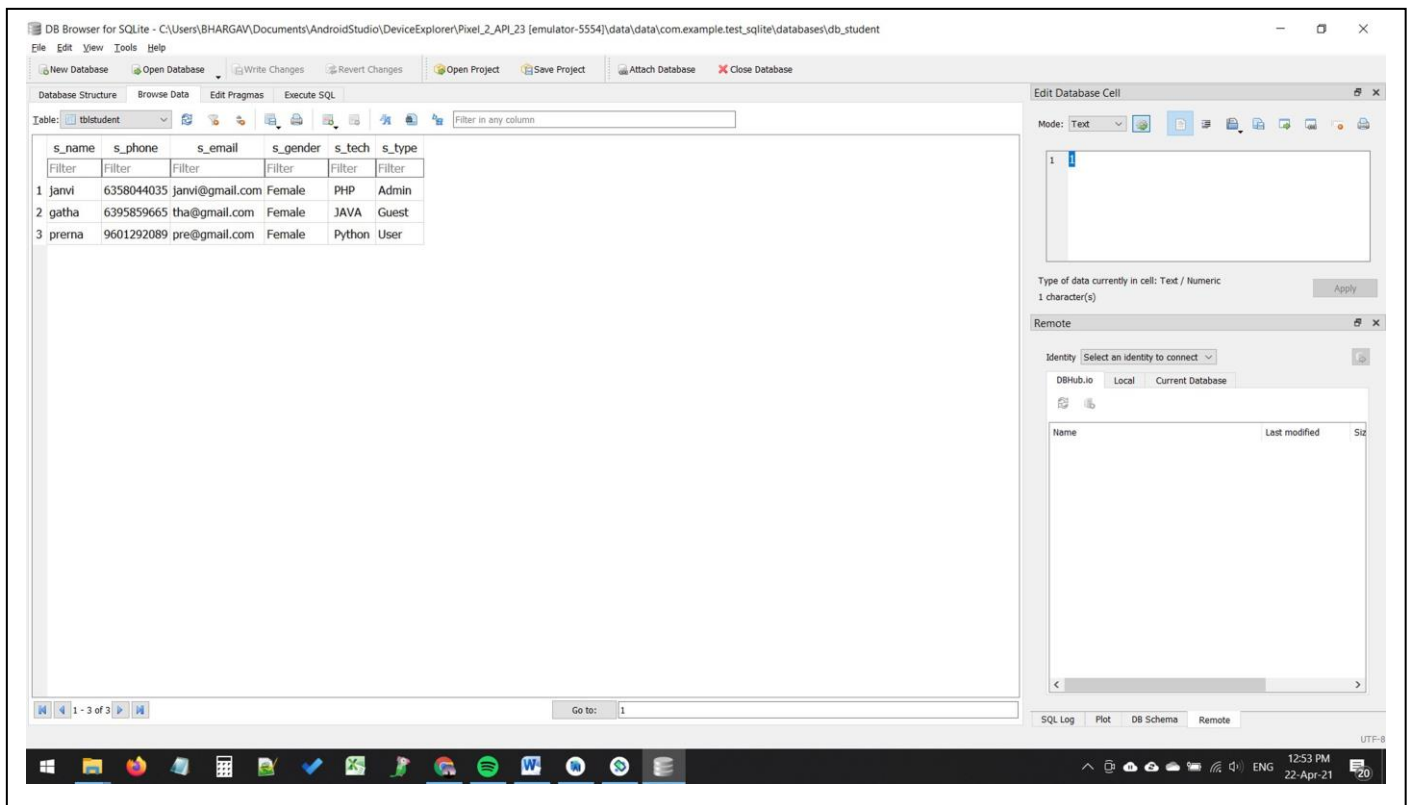 DB Browser for SQLite - C:\Users\BHARGAV\Documents\AndroidStudio\DeviceExplorer\Pixel_2_API_23 [emulator-5554]\data\data\com.example.test_sqlite\databases\db_student
File Edit View Tools Help
New Database Open Database Write Changes Revert Changes Open Project Save Project Attach Database Close Database
Database Structure Browse Data Edit Pragmas Execute SQL
Table: tblstudent Filter in any column
s_name s_phone s_email s_gender s_tech s_type
Filter Filter Filter Filter Filter Filter
1 janvi 6358044035 janvi@gmail.com Female PHP Admin
2 gatha 6395859665 tha@gmail.com Female JAVA Guest
3 prerna 9601292089 pre@gmail.com Female Python User
1 - 3 of 3 Go to: 1
Edit Database Cell
Mode: Text
1 1
Type of data currently in cell: Text / Numeric
1 character(s)
Apply
Remote
Identity Select an identity to connect
DBHub.io Local Current Database
Name Last modified Siz
SQL Log Plot DB Schema Remote
UTF-8
ENG 12:53 PM
22-Apr-21 20